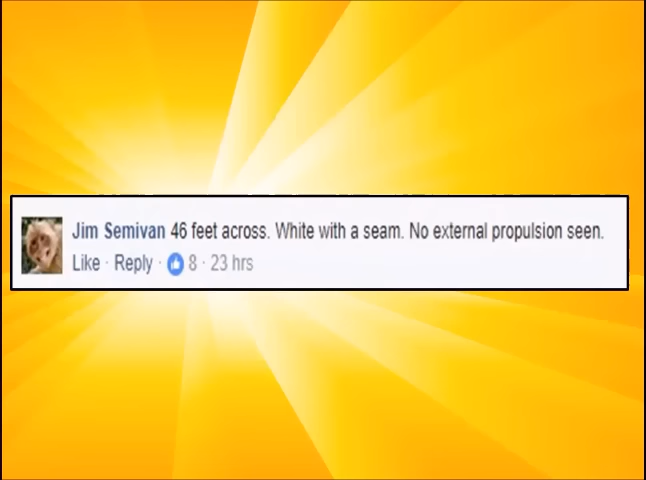 Jim Semivan 46 feet across. White with a seam. No external propulsion seen.
Like · Reply · 8 · 23 hrs